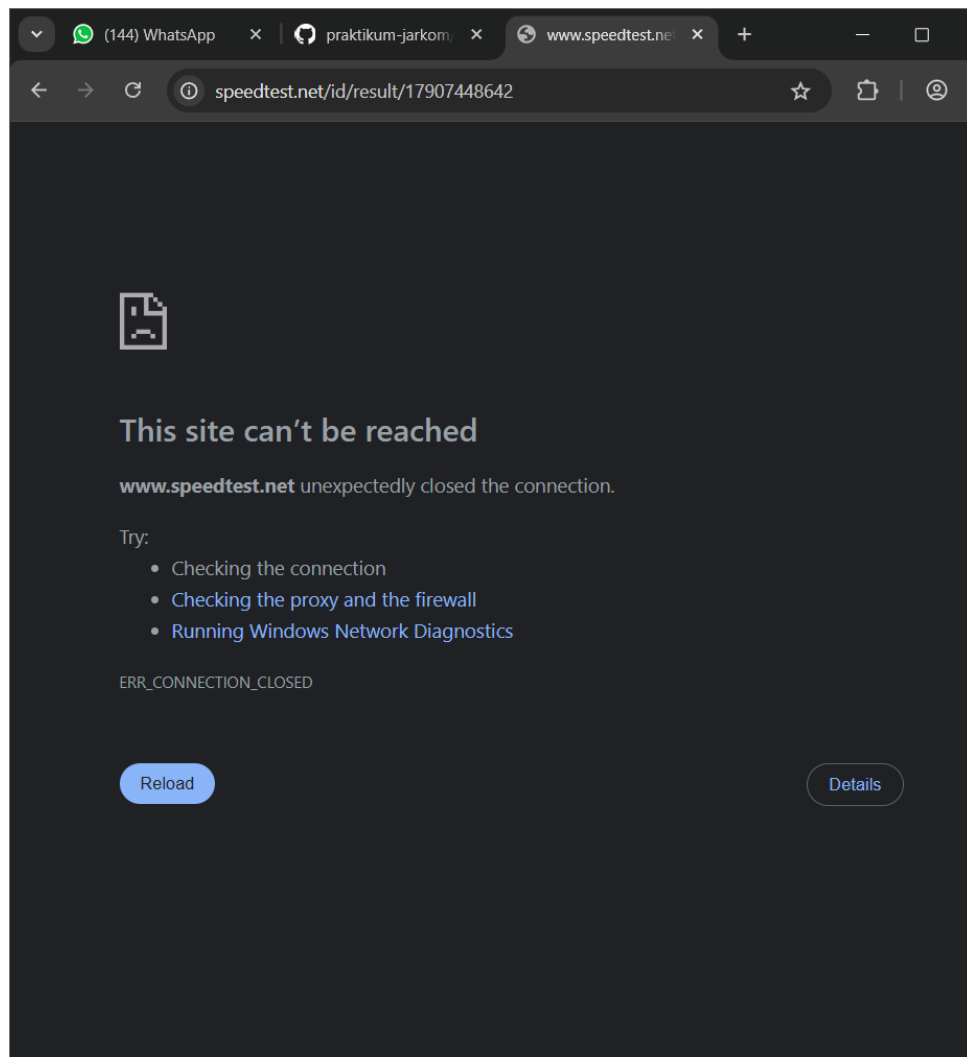 (144) WhatsApp
praktikum-jarkom/
www.speedtest.net
speedtest.net/id/result/17907448642
This site can’t be reached
www.speedtest.net unexpectedly closed the connection.
Try:
• Checking the connection
• Checking the proxy and the firewall
• Running Windows Network Diagnostics
ERR_CONNECTION_CLOSED
Reload
Details